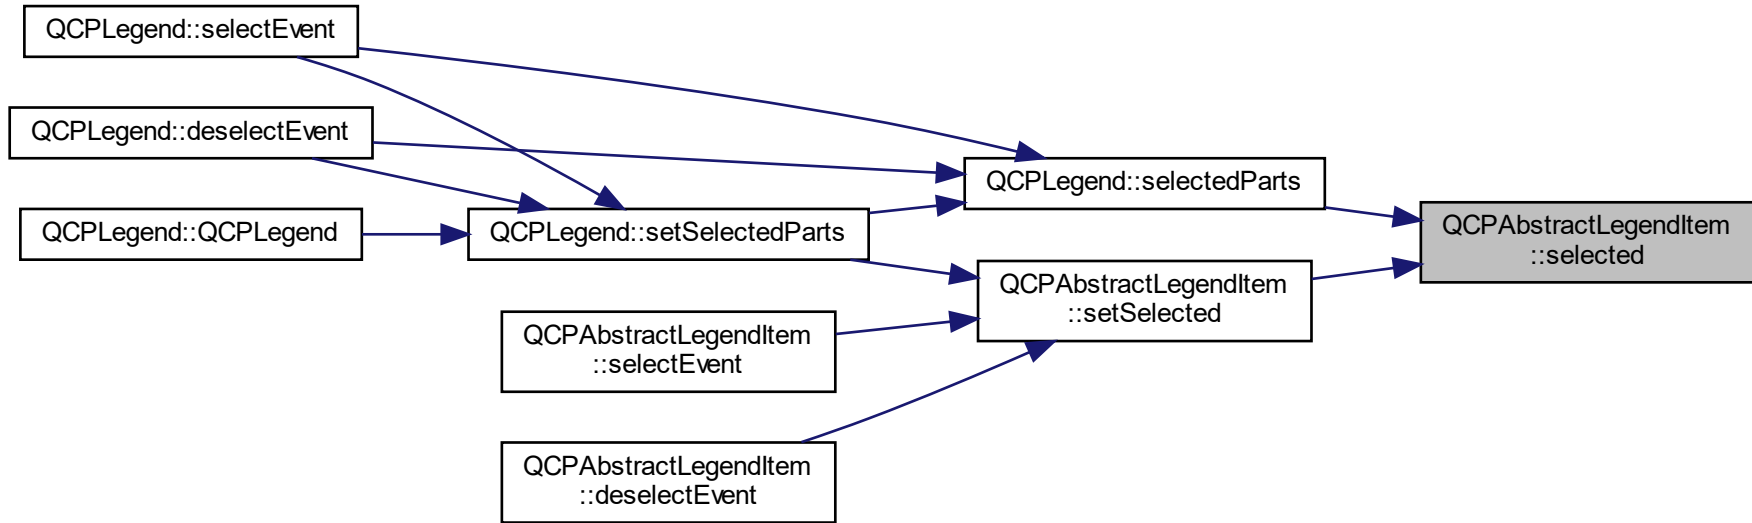 QCPLegend::selectEvent
QCPLegend::deselectEvent
QCPLegend::QCPLegend
QCPLegend::setSelectedParts
QCPAbstractLegendItem
::selectEvent
QCPAbstractLegendItem
::deselectEvent
QCPLegend::selectedParts
QCPAbstractLegendItem
::setSelected
QCPAbstractLegendItem
::selected